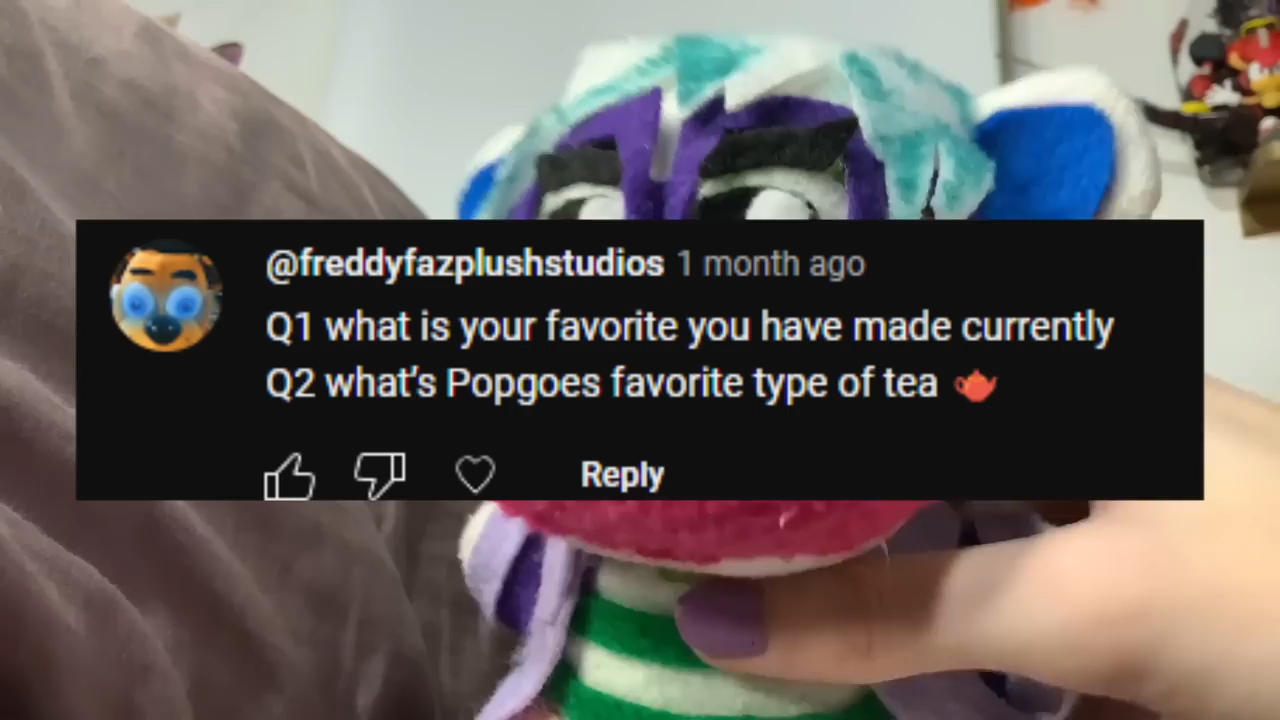 @freddyfazplushstudios 1 month ago
Q1 what is your favorite you have made currently
Q2 what's Popgoes favorite type of tea 🫖
Reply